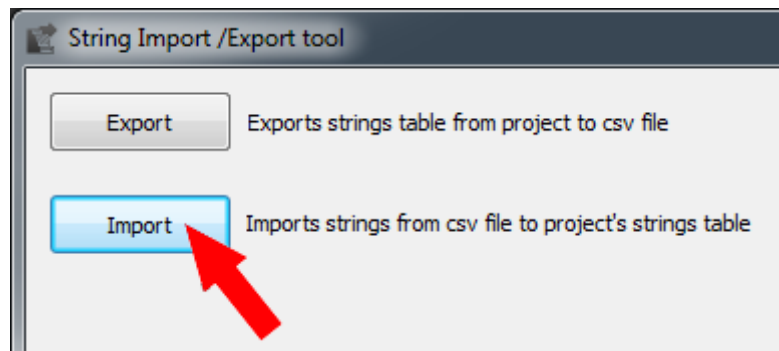 String Import /Export tool
Export Exports strings table from project to csv file
Import Imports strings from csv file to project's strings table